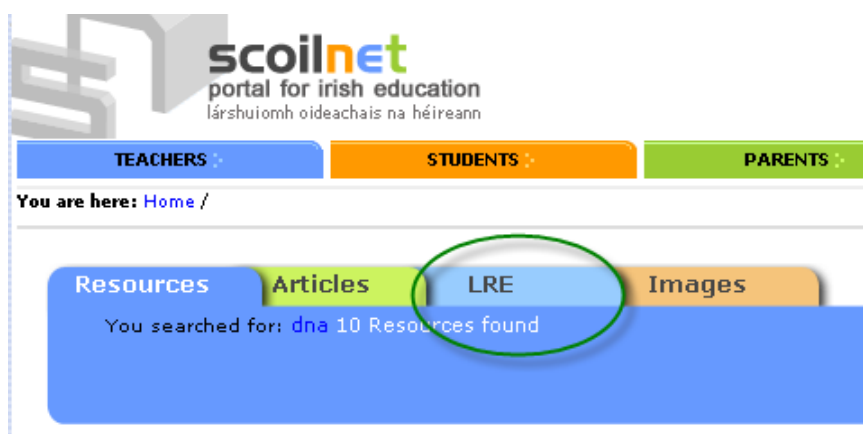 scoilnet
portal for irish education
lárshuiomh oideachais na héireann
TEACHERS STUDENTS PARENTS
You are here: Home /
Resources Articles LRE Images
You searched for: dna 10 Resources found